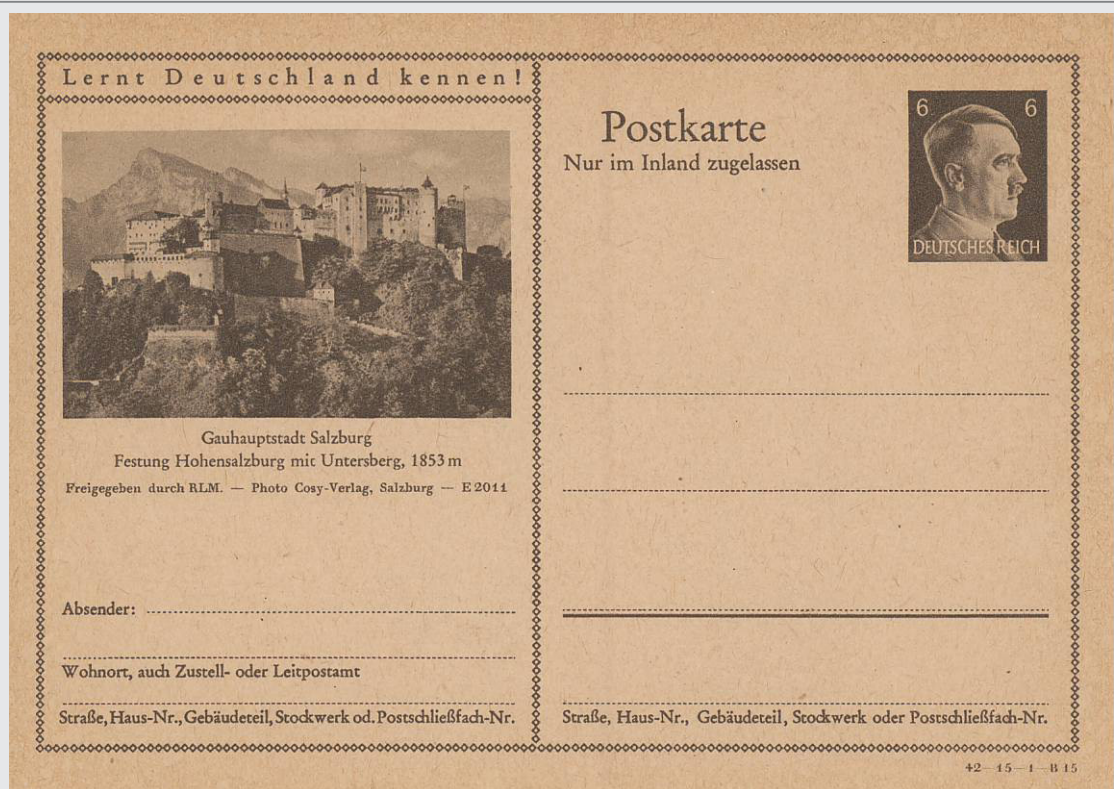 Lernt Deutschland kennen!
Gauhauptstadt Salzburg
Festung Hohensalzburg mit Untersberg, 1853 m
Freigegeben durch RLM. — Photo Cosy-Verlag, Salzburg — E 2011
Absender:
Wohnort, auch Zustell- oder Leitpostamt
Straße, Haus-Nr., Gebäudeteil, Stockwerk od. Postschließfach-Nr.
Postkarte
Nur im Inland zugelassen
6 6
DEUTSCHES REICH
Straße, Haus-Nr., Gebäudeteil, Stockwerk oder Postschließfach-Nr.
42—15—1—B 15